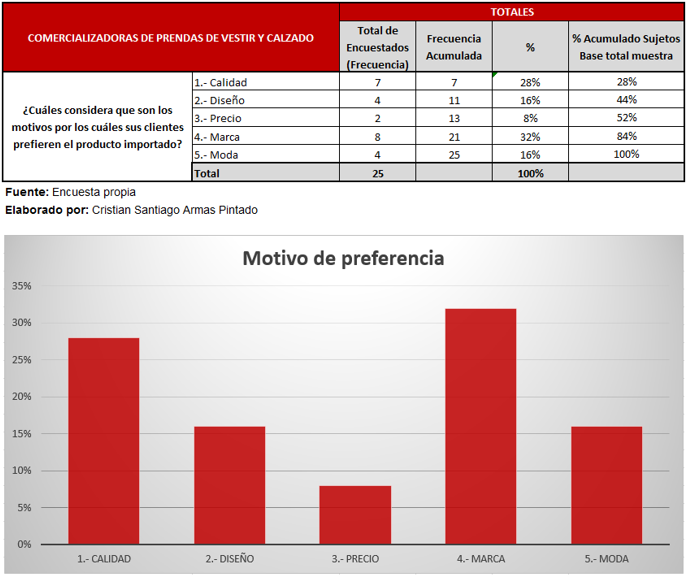 COMERCIALIZADORAS DE PRENDAS DE VESTIR Y CALZADO
TOTALES
Total de Encuestados (Frecuencia) Frecuencia Acumulada % % Acumulado Sujetos Base total muestra
¿Cuáles considera que son los
motivos por los cuáles sus clientes
prefieren el producto importado?
1.- Calidad 7 7 28% 28%
2.- Diseño 4 11 16% 44%
3.- Precio 2 13 8% 52%
4.- Marca 8 21 32% 84%
5.- Moda 4 25 16% 100%
Total 25 100%
Fuente: Encuesta propia
Elaborado por: Cristian Santiago Armas Pintado
Motivo de preferencia
35%
30%
25%
20%
15%
10%
5%
0%
1.- CALIDAD 2.- DISEÑO 3.- PRECIO 4.- MARCA 5.- MODA